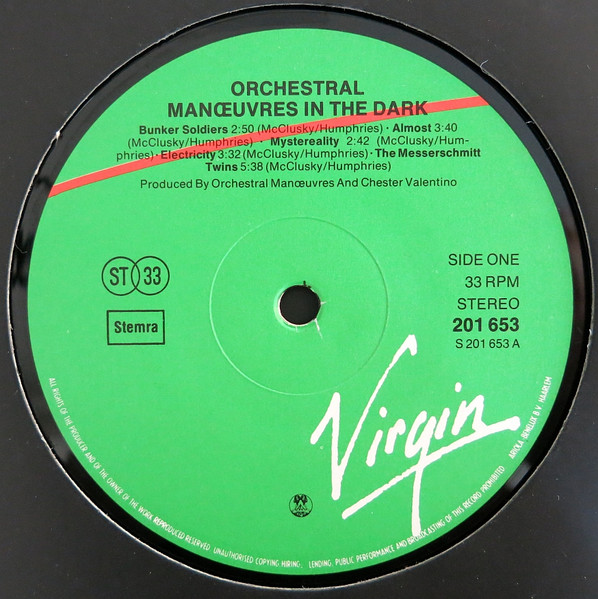 ORCHESTRAL
MANŒUVRES IN THE DARK
Bunker Soldiers 2:50 (McClusky/Humphries) · Almost 3:40
(McClusky/Humphries) · Mystereality 2:42 (McClusky/Hum-
phries) · Electricity 3:32 (McClusky/Humphries) · The Messerschmitt
Twins 5:38 (McClusky/Humphries)
Produced By Orchestral Manœuvres And Chester Valentino
ST 33
Stemra
SIDE ONE
33 RPM
STEREO
201 653
S 201 653 A
Virgin
ALL RIGHTS OF THE PRODUCER AND OF THE OWNER OF THE WORK REPRODUCED RESERVED. UNAUTHORISED COPYING: HIRING: LENDING, PUBLIC PERFORMANCE AND BROADCASTING OF THIS RECORD PROHIBITED
ARIOLA BENELUX B.V. HAARLEM